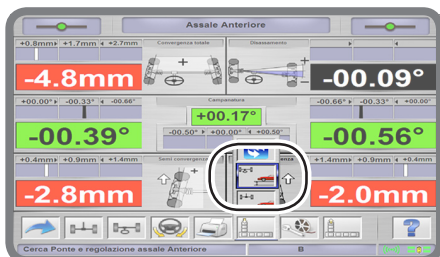 Assale Anteriore
+0.8mm +1.7mm +2.7mm
Convergenza totale
Disassamento
-4.8mm
-00.09°
+00.00° -00.33° -00.66°
Campanatura
-00.66° -00.33° +00.00°
+00.17°
-00.39°
-00.50° +00.00° +00.50°
-00.56°
+0.4mm +0.9mm +1.4mm
Semi convergenza
enza
+1.4mm +0.9mm +0.4mm
-2.8mm
-2.0mm
Cerca Ponte e regolazione assale Anteriore
B